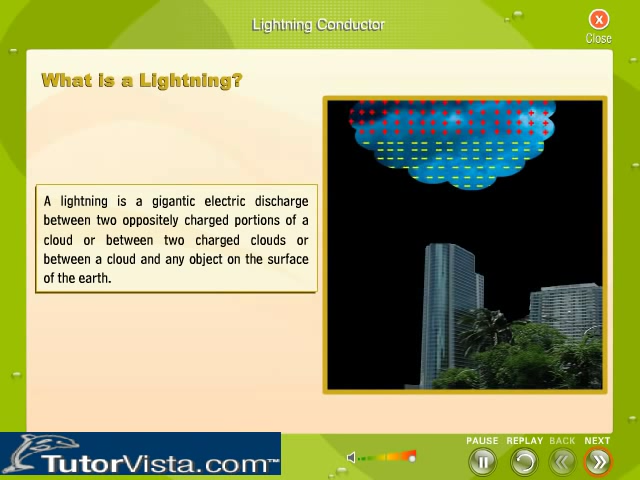 Lightning Conductor
X
Close
What is a Lightning?
A lightning is a gigantic electric discharge
between two oppositely charged portions of a
cloud or between two charged clouds or
between a cloud and any object on the surface
of the earth.
PAUSE REPLAY BACK NEXT
TutorVista.com™